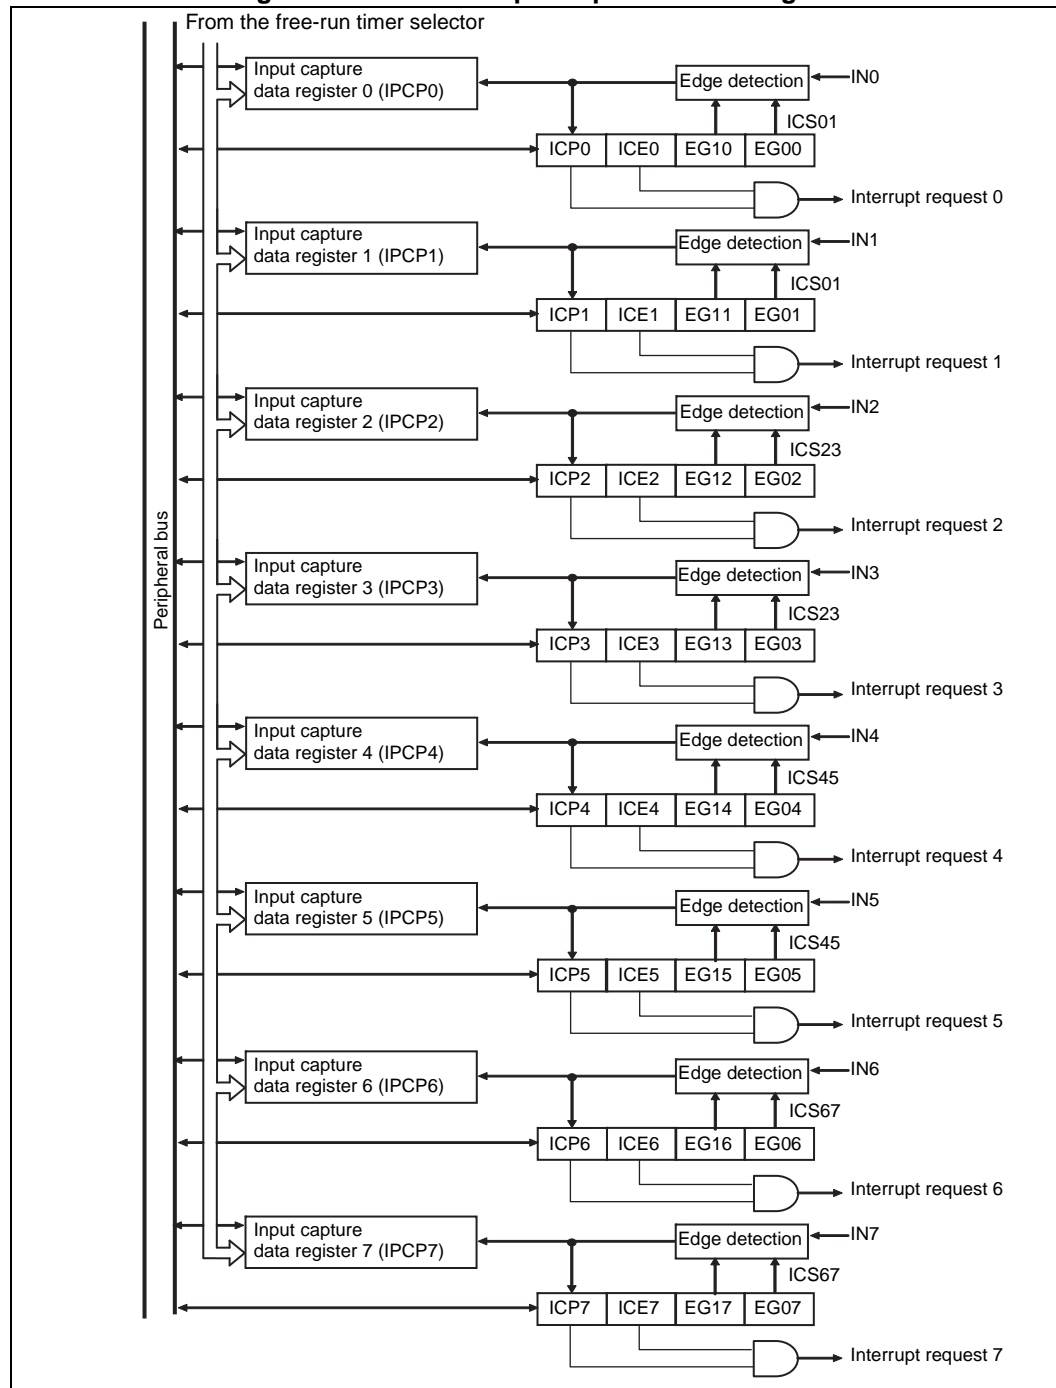 From the free-run timer selector
Peripheral bus
Input capture
data register 0 (IPCP0)
Edge detection
IN0
ICS01
ICP0 ICE0 EG10 EG00
Interrupt request 0
Input capture
data register 1 (IPCP1)
Edge detection
IN1
ICS01
ICP1 ICE1 EG11 EG01
Interrupt request 1
Input capture
data register 2 (IPCP2)
Edge detection
IN2
ICS23
ICP2 ICE2 EG12 EG02
Interrupt request 2
Input capture
data register 3 (IPCP3)
Edge detection
IN3
ICS23
ICP3 ICE3 EG13 EG03
Interrupt request 3
Input capture
data register 4 (IPCP4)
Edge detection
IN4
ICS45
ICP4 ICE4 EG14 EG04
Interrupt request 4
Input capture
data register 5 (IPCP5)
Edge detection
IN5
ICS45
ICP5 ICE5 EG15 EG05
Interrupt request 5
Input capture
data register 6 (IPCP6)
Edge detection
IN6
ICS67
ICP6 ICE6 EG16 EG06
Interrupt request 6
Input capture
data register 7 (IPCP7)
Edge detection
IN7
ICS67
ICP7 ICE7 EG17 EG07
Interrupt request 7